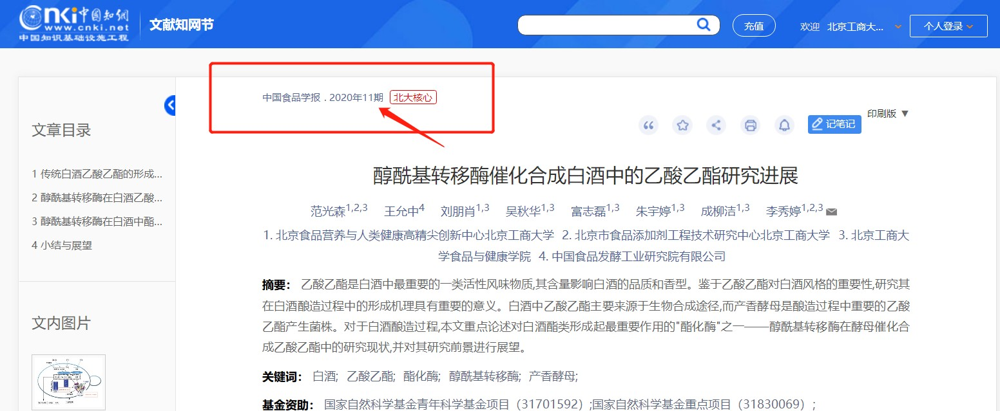 Cnki中国知网
www.cnki.net
中国知识基础设施工程
文献知网节
充值
欢迎 北京工商大...
个人登录
中国食品学报 . 2020年11期 北大核心
印刷版 ▼
记笔记
文章目录
1 传统白酒乙酸乙酯的形成...
2 醇酰基转移酶在白酒乙酸...
3 醇酰基转移酶在白酒中酯...
4 小结与展望
文内图片
醇酰基转移酶催化合成白酒中的乙酸乙酯研究进展
范光森1,2,3 王允中4 刘朋肖1,3 吴秋华1,3 富志磊1,3 朱宇婷1,3 成柳洁1,3 李秀婷1,2,3
1. 北京食品营养与人类健康高精尖创新中心北京工商大学 2. 北京市食品添加剂工程技术研究中心北京工商大学 3. 北京工商大
学食品与健康学院 4. 中国食品发酵工业研究院有限公司
摘要： 乙酸乙酯是白酒中最重要的一类活性风味物质,其含量影响白酒的品质和香型。鉴于乙酸乙酯对白酒风格的重要性,研究其
在白酒酿造过程中的形成机理具有重要的意义。白酒中乙酸乙酯主要来源于生物合成途径,而产香酵母是酿造过程中重要的乙酸
乙酯产生菌株。对于白酒酿造过程,本文重点论述对白酒酯类形成起最重要作用的"酯化酶"之一——醇酰基转移酶在酵母催化合
成乙酸乙酯中的研究现状,并对其研究前景进行展望。
关键词： 白酒; 乙酸乙酯; 酯化酶; 醇酰基转移酶; 产香酵母;
基金资助： 国家自然科学基金青年科学基金项目（31701592）;国家自然科学基金重点项目（31830069）;